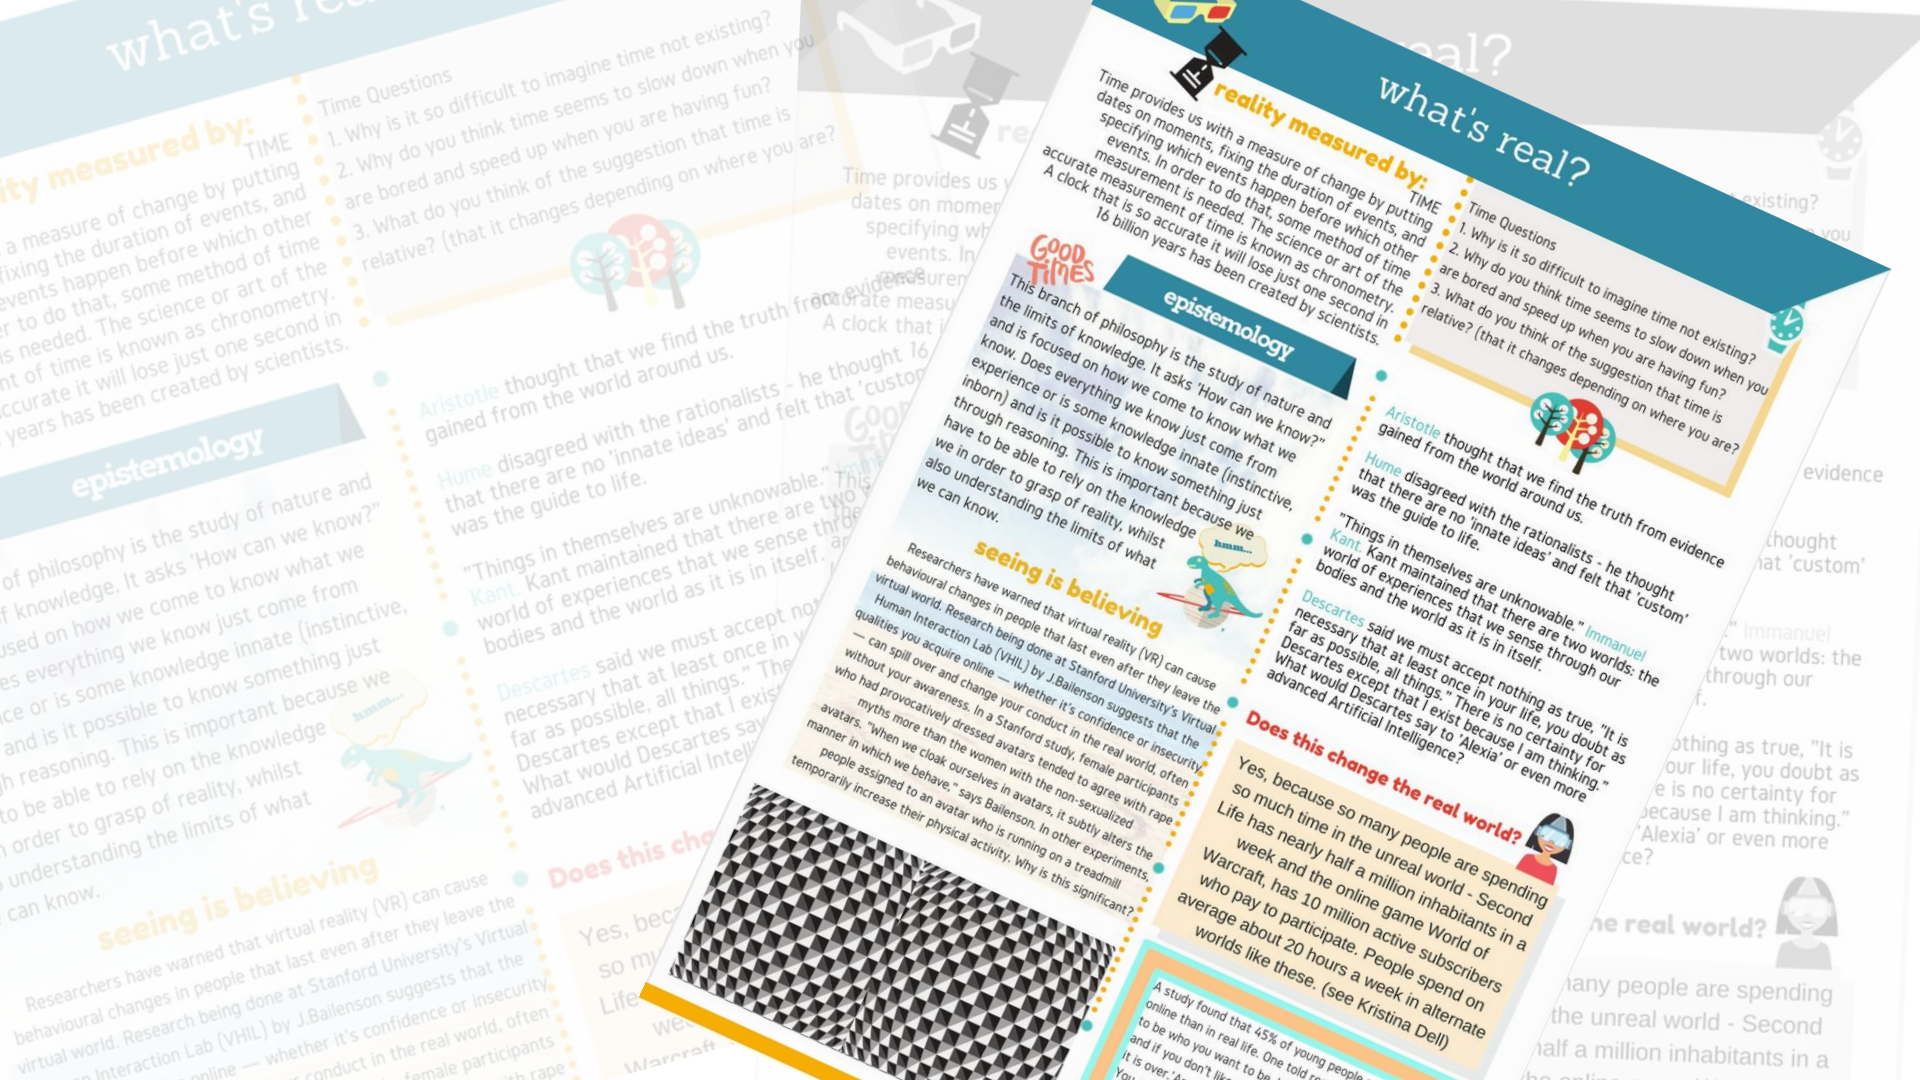 what's real?
reality measured by:
TIME
Time provides us with a measure of change by putting
dates on moments, fixing the duration of events, and
specifying which events happen before which other
events. In order to do that, some method of time
measurement is needed. The science or art of the
accurate measurement of time is known as chronometry.
A clock that is so accurate it will lose just one second in
16 billion years has been created by scientists.
Time Questions
1. Why is it so difficult to imagine time not existing?
2. Why do you think time seems to slow down when you
are bored and speed up when you are having fun?
3. What do you think of the suggestion that time is
relative? (that it changes depending on where you are?
GOOD
TIMES
epistemology
This branch of philosophy is the study of nature and
the limits of knowledge. It asks 'How can we know?"
and is focused on how we come to know what we
know. Does everything we know just come from
experience or is some knowledge innate (instinctive,
inborn) and is it possible to know something just
through reasoning. This is important because we
have to be able to rely on the knowledge
we in order to grasp of reality, whilst
also understanding the limits of what
we can know.
hmm...
seeing is believing
Researchers have warned that virtual reality (VR) can cause
behavioural changes in people that last even after they leave the
virtual world. Research being done at Stanford University's Virtual
Human Interaction Lab (VHIL) by J.Bailenson suggests that the
qualities you acquire online — whether it's confidence or insecurity
— can spill over and change your conduct in the real world, often
without your awareness. In a Stanford study, female participants
who had provocatively dressed avatars tended to agree with rape
myths more than the women with the non-sexualized
avatars. "When we cloak ourselves in avatars, it subtly alters the
manner in which we behave," says Bailenson. In other experiments,
people assigned to an avatar who is running on a treadmill
temporarily increase their physical activity. Why is this significant?
Aristotle thought that we find the truth from evidence
gained from the world around us.
Hume disagreed with the rationalists - he thought
that there are no 'innate ideas' and felt that 'custom'
was the guide to life.
"Things in themselves are unknowable." Immanuel
Kant. Kant maintained that there are two worlds: the
world of experiences that we sense through our
bodies and the world as it is in itself.
Descartes said we must accept nothing as true, "It is
necessary that at least once in your life, you doubt as
far as possible, all things." There is no certainty for
Descartes except that I exist because I am thinking."
What would Descartes say to 'Alexia' or even more
advanced Artificial Intelligence?
Does this change the real world?
Yes, because so many people are spending
so much time in the unreal world - Second
Life has nearly half a million inhabitants in a
week and the online game World of
Warcraft, has 10 million active subscribers
who pay to participate. People spend on
average about 20 hours a week in alternate
worlds like these. (see Kristina Dell)
A study found that 45% of young people
online than in real life. One told
to be who you want to be.
and if you don't like
it is over.
You